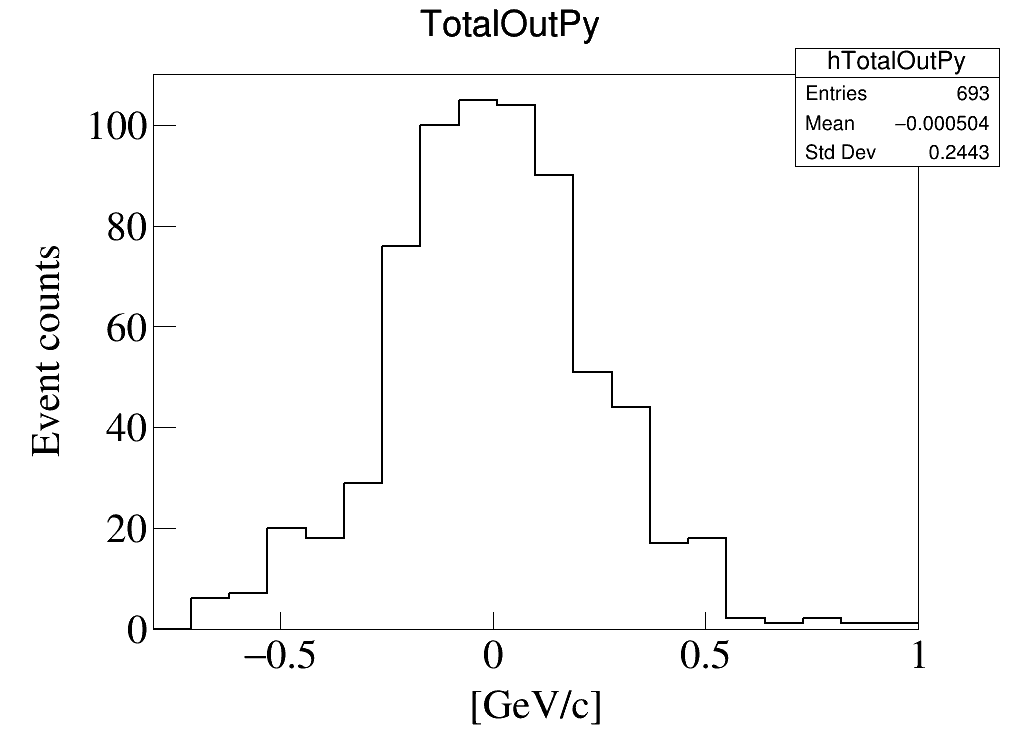 TotalOutPy
hTotalOutPy
Entries 693
Mean −0.000504
Std Dev 0.2443
Event counts
100
80
60
40
20
0
−0.5 0 0.5 1
[GeV/c]